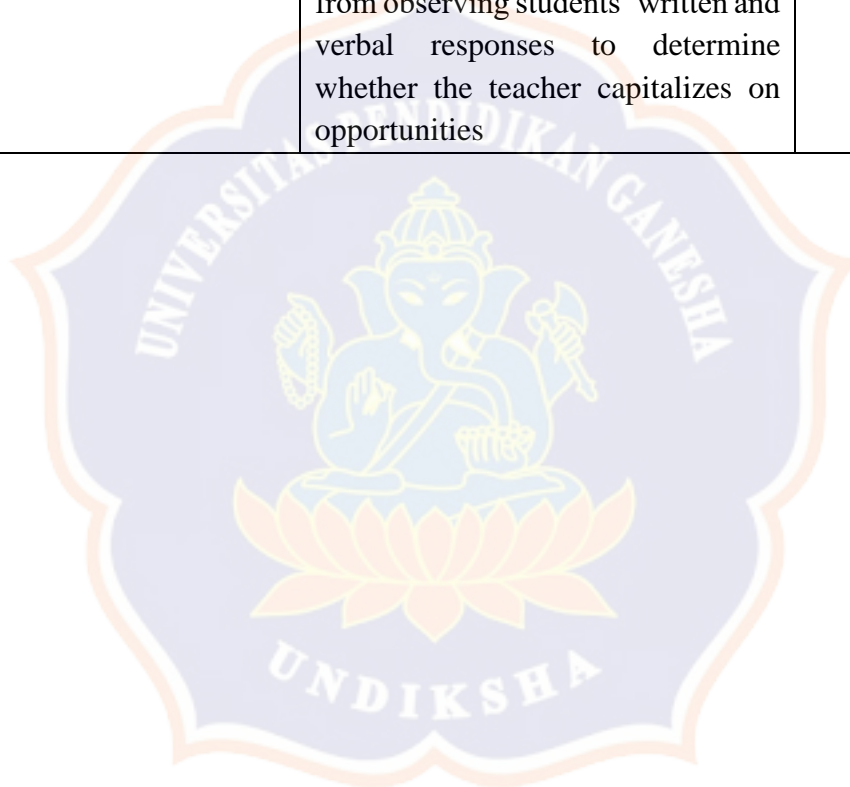 from observing students' written and
verbal responses to determine
whether the teacher capitalizes on
opportunities
UNIVERSITAS PENDIDIKAN GANESHA
UNDIKSHA